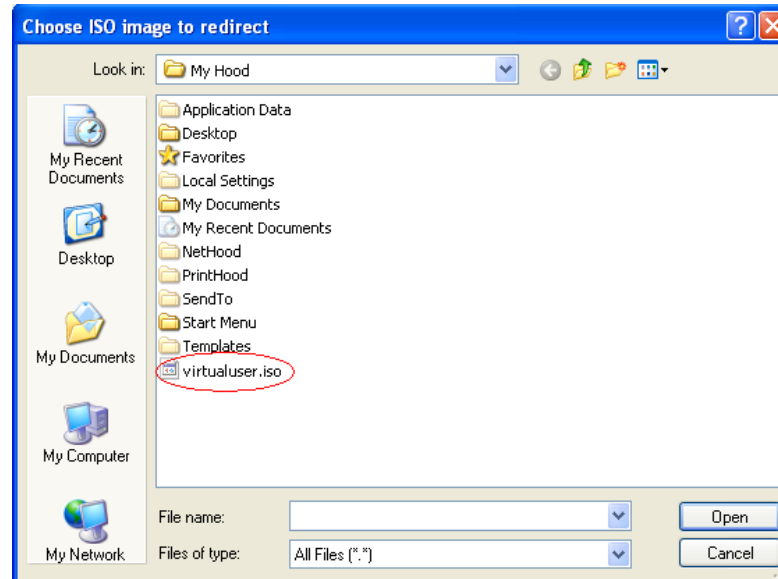 Choose ISO image to redirect
Look in: My Hood
My Recent
Documents
Desktop
My Documents
My Computer
My Network
Application Data
Desktop
Favorites
Local Settings
My Documents
My Recent Documents
NetHood
PrintHood
SendTo
Start Menu
Templates
virtualuser.iso
File name:
Open
Files of type: All Files (*.*)
Cancel